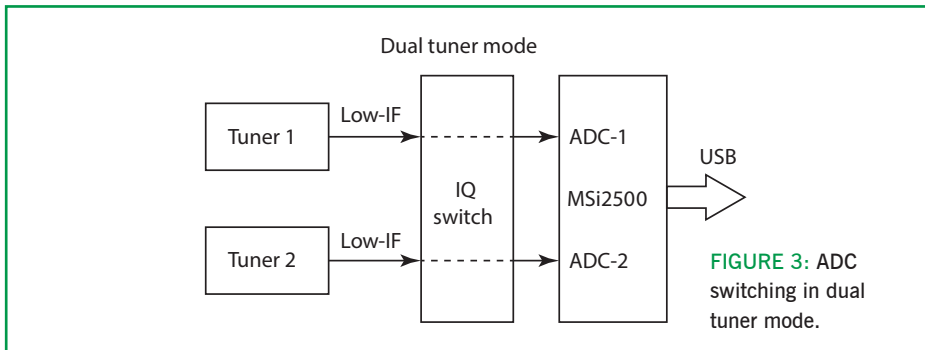 Dual tuner mode
Tuner 1
Low-IF
ADC-1
USB
IQ
switch
MSi2500
Tuner 2
Low-IF
ADC-2
FIGURE 3: ADC
switching in dual
tuner mode.